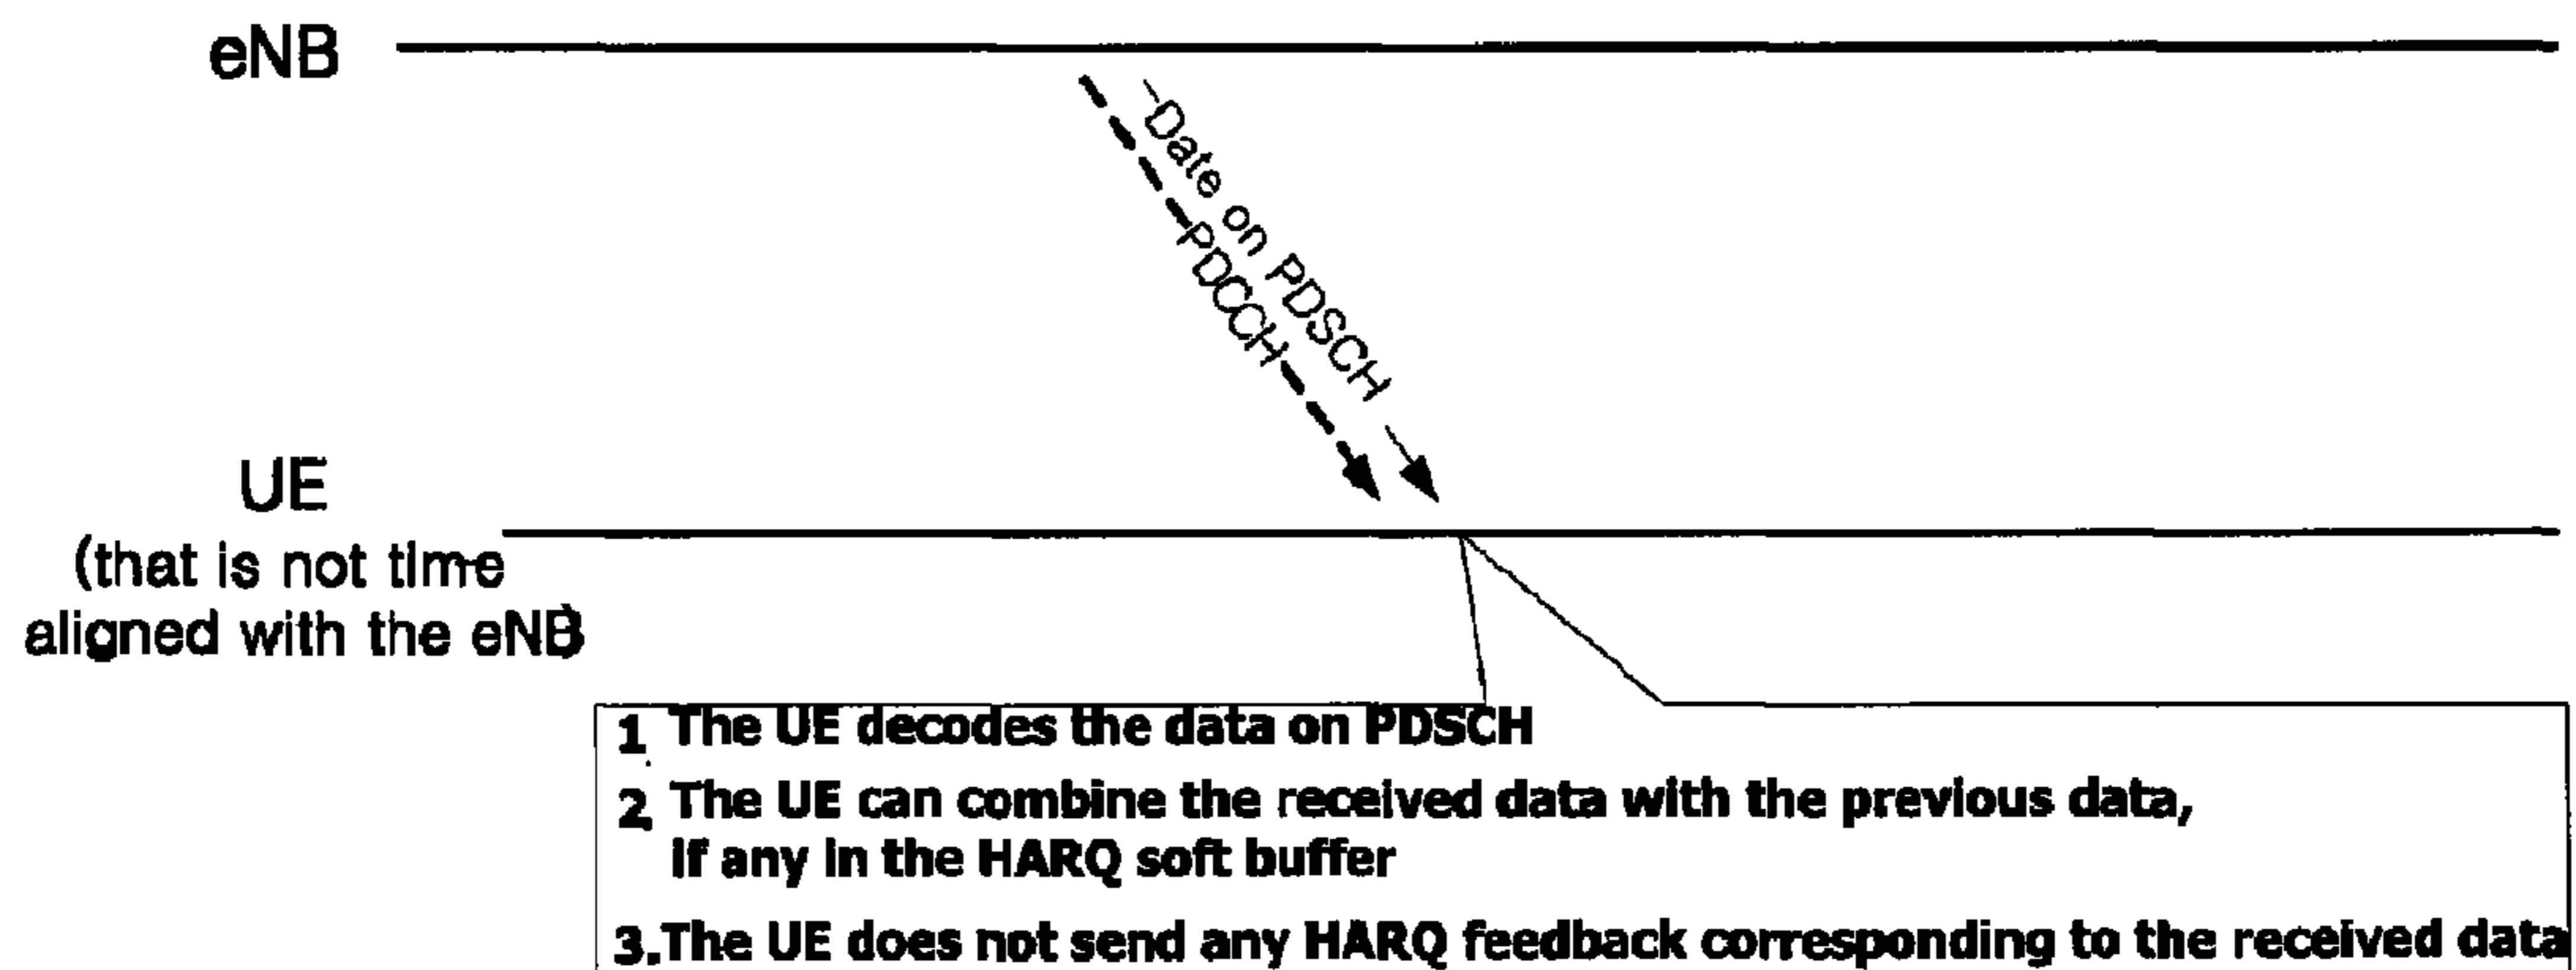 eNB
Date on PDSCH
PDCCH
UE
(that is not time
aligned with the eNB)
1. The UE decodes the data on PDSCH
2. The UE can combine the received data with the previous data,
if any in the HARQ soft buffer
3.The UE does not send any HARQ feedback corresponding to the received data